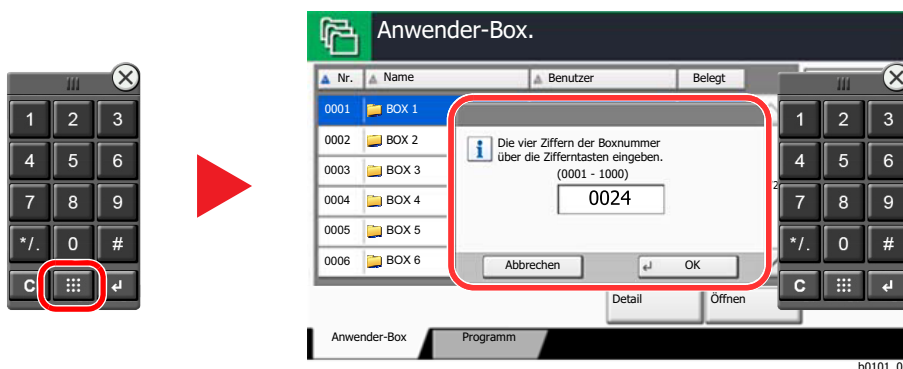 1 2 3
4 5 6
7 8 9
*/. 0 #
C
Anwender-Box.
Nr. Name Benutzer Belegt
0001 BOX 1
0002 BOX 2
0003 BOX 3
0004 BOX 4
0005 BOX 5
0006 BOX 6
Die vier Ziffern der Boxnummer
über die Zifferntasten eingeben.
(0001 - 1000)
0024
Abbrechen OK
1 2 3
4 5 6
7 8 9
*/. 0 #
C
Detail Öffnen
Anwender-Box Programm
b0101_0